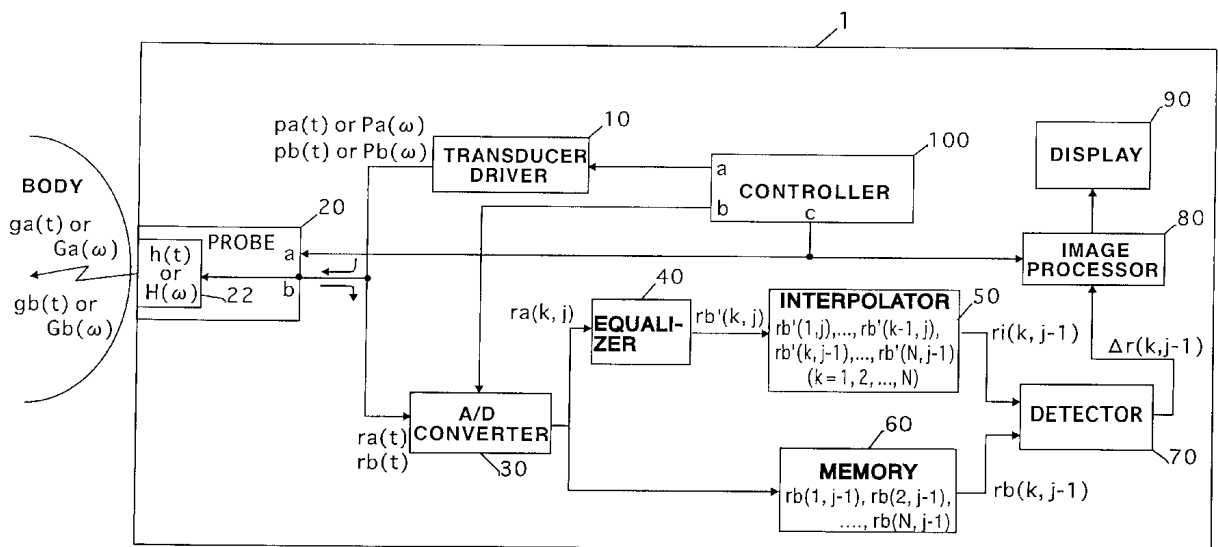 1
pa(t) or Pa(ω)
pb(t) or Pb(ω)
10
TRANSDUCER
DRIVER
100
a
b
CONTROLLER
c
90
DISPLAY
80
IMAGE
PROCESSOR
BODY
ga(t) or
Ga(ω)
gb(t) or
Gb(ω)
20
PROBE
a
b
h(t)
or
H(ω)
22
ra(t)
rb(t)
A/D
CONVERTER
30
ra(k, j)
40
EQUALI-
ZER
rb'(k, j)
INTERPOLATOR
50
rb'(1,j),..., rb'(k-1, j),
rb'(k, j-1),..., rb'(N, j-1)
(k=1, 2, ..., N)
ri(k, j-1)
60
MEMORY
rb(1, j-1), rb(2, j-1),
...., rb(N, j-1)
rb(k, j-1)
DETECTOR
70
Δr(k,j-1)